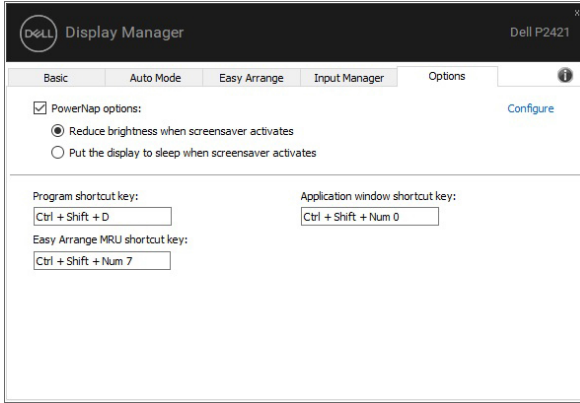 DELL Display Manager
Dell P2421
Basic Auto Mode Easy Arrange Input Manager Options
PowerNap options:
Configure
Reduce brightness when screensaver activates
Put the display to sleep when screensaver activates
Program shortcut key:
Application window shortcut key:
Ctrl + Shift + D
Ctrl + Shift + Num 0
Easy Arrange MRU shortcut key:
Ctrl + Shift + Num 7